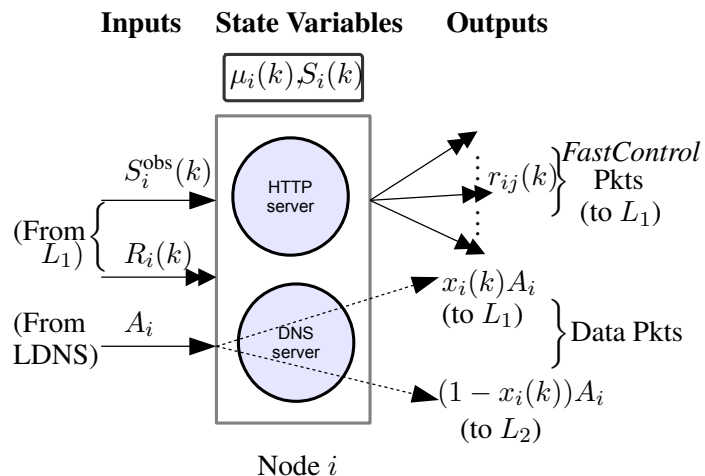 Inputs State Variables Outputs
μ_i(k),S_i(k)
S_i^obs(k)
HTTP
server
r_ij(k)
FastControl
Pkts
(to L_1)
(From
L_1)
R_i(k)
x_i(k)A_i
(to L_1)
(From
LDNS)
A_i
DNS
server
Data Pkts
(1 − x_i(k))A_i
(to L_2)
Node i